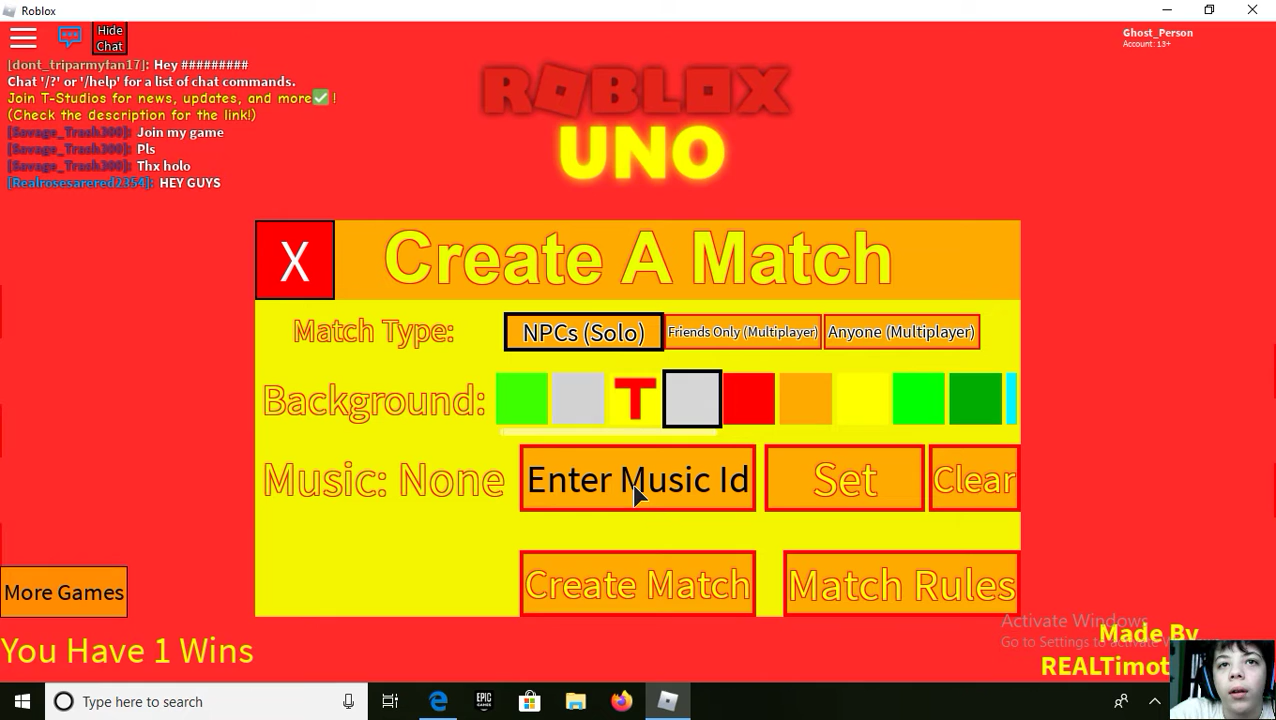 Roblox
Hide
Chat
Ghost_Person
Account: 13+
[dont_triparmyfan17]: Hey #########
Chat '/?' or '/help' for a list of chat commands.
Join T-Studios for news, updates, and more✅ !
(Check the description for the link!)
[Savage_Trash300]: Join my game
[Savage_Trash300]: Pls
[Savage_Trash300]: Thx holo
[Realrosesarered2354]: HEY GUYS
ROBLOX
UNO
X
Create A Match
Match Type:
NPCs (Solo)
Friends Only (Multiplayer)
Anyone (Multiplayer)
Background:
T
Music: None
Enter Music Id
Set
Clear
Create Match
Match Rules
More Games
You Have 1 Wins
Activate Windows
Go to Settings to activate
Made By
REALTimot
Type here to search
EPIC
GAMES